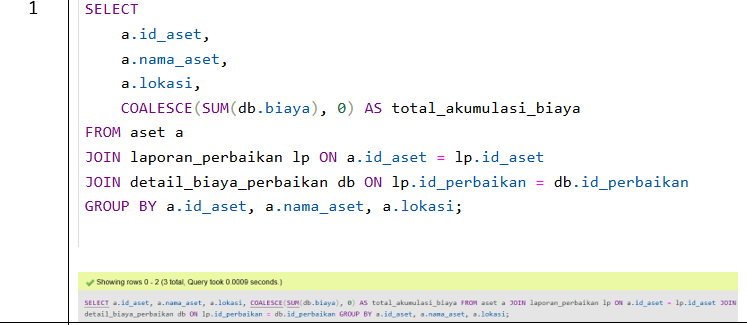 1
SELECT
a.id_aset,
a.nama_aset,
a.lokasi,
COALESCE(SUM(db.biaya), 0) AS total_akumulasi_biaya
FROM aset a
JOIN laporan_perbaikan lp ON a.id_aset = lp.id_aset
JOIN detail_biaya_perbaikan db ON lp.id_perbaikan = db.id_perbaikan
GROUP BY a.id_aset, a.nama_aset, a.lokasi;
Showing rows 0 - 2 (3 total, Query took 0.0009 seconds.)
SELECT a.id_aset, a.nama_aset, a.lokasi, COALESCE(SUM(db.biaya), 0) AS total_akumulasi_biaya FROM aset a JOIN laporan_perbaikan lp ON a.id_aset = lp.id_aset JOIN
detail_biaya_perbaikan db ON lp.id_perbaikan = db.id_perbaikan GROUP BY a.id_aset, a.nama_aset, a.lokasi;